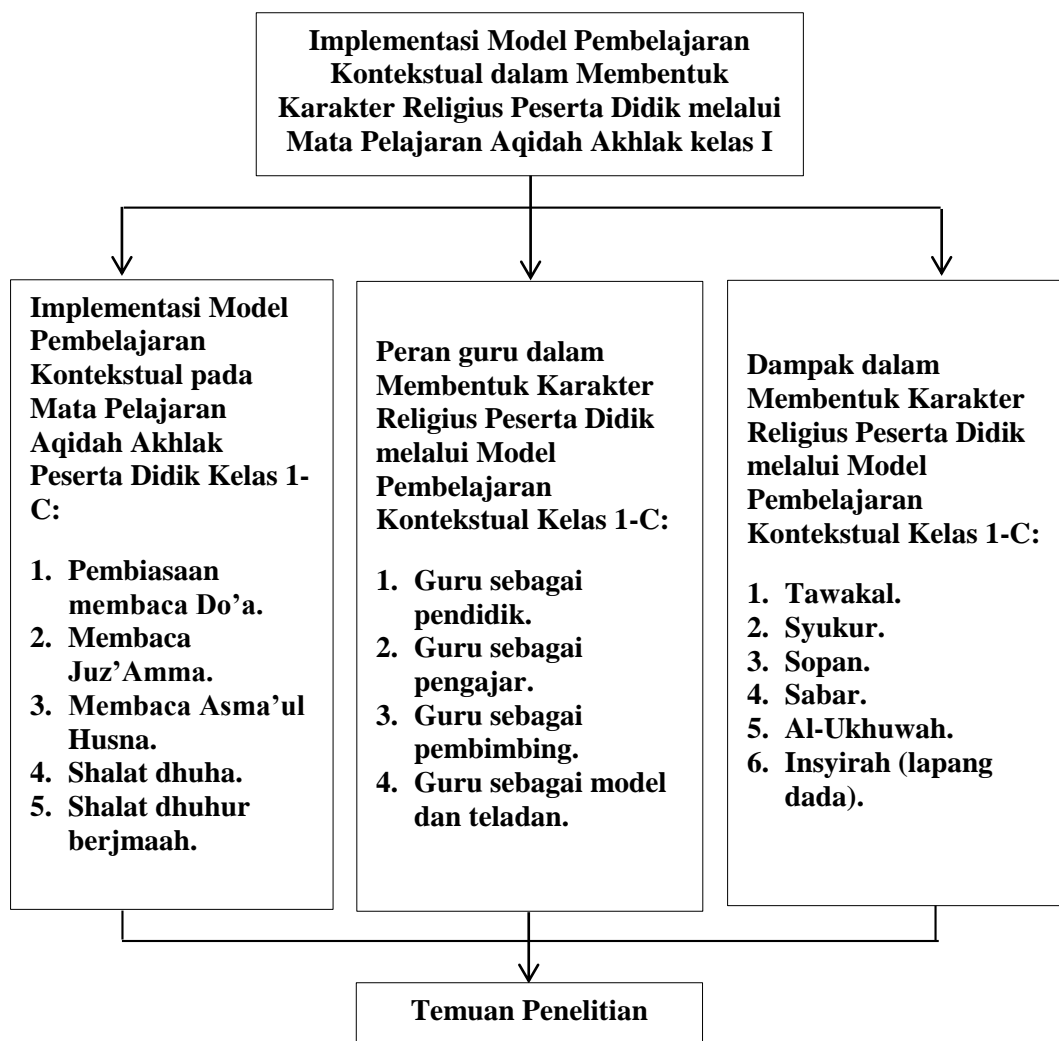 Implementasi Model Pembelajaran
Kontekstual dalam Membentuk
Karakter Religius Peserta Didik melalui
Mata Pelajaran Aqidah Akhlak kelas I
Implementasi Model
Pembelajaran
Kontekstual pada
Mata Pelajaran
Aqidah Akhlak
Peserta Didik Kelas 1-
C:
1. Pembiasaan
membaca Do’a.
2. Membaca
Juz’Amma.
3. Membaca Asma’ul
Husna.
4. Shalat dhuha.
5. Shalat dhuhur
berjmaah.
Peran guru dalam
Membentuk Karakter
Religius Peserta Didik
melalui Model
Pembelajaran
Kontekstual Kelas 1-C:
1. Guru sebagai
pendidik.
2. Guru sebagai
pengajar.
3. Guru sebagai
pembimbing.
4. Guru sebagai model
dan teladan.
Dampak dalam
Membentuk Karakter
Religius Peserta Didik
melalui Model
Pembelajaran
Kontekstual Kelas 1-C:
1. Tawakal.
2. Syukur.
3. Sopan.
4. Sabar.
5. Al-Ukhuwah.
6. Insyirah (lapang
dada).
Temuan Penelitian